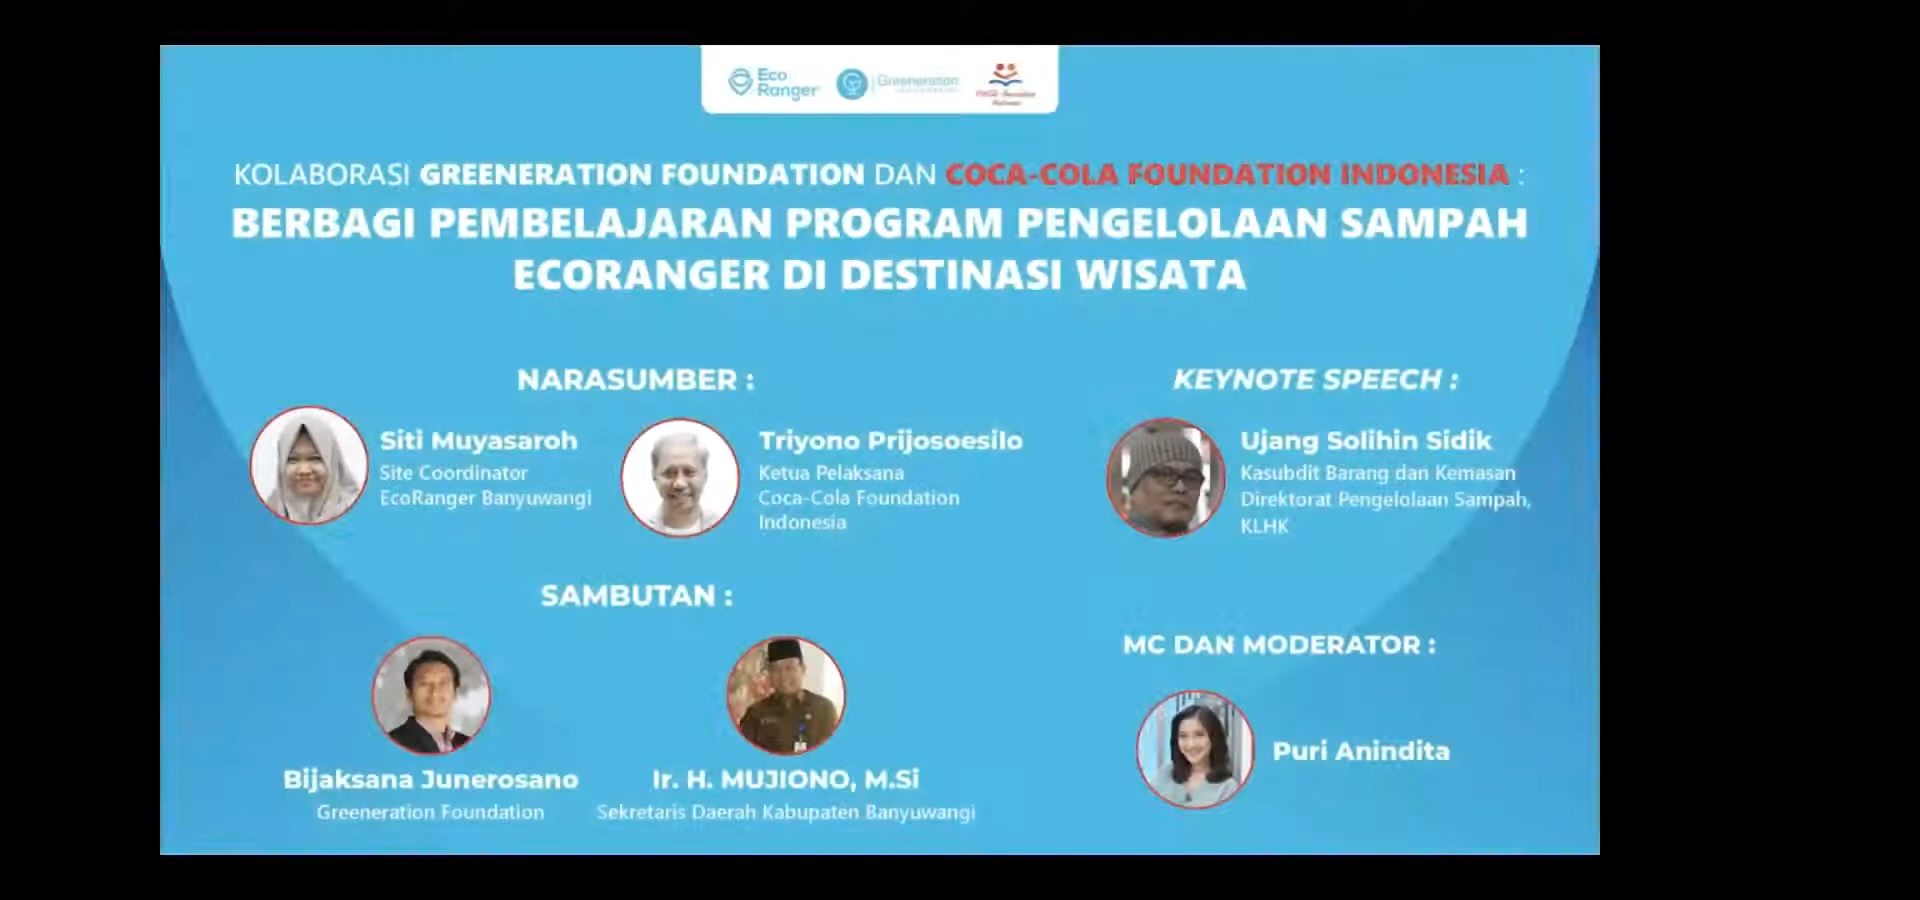 Eco
Ranger
Greeneration
KOLABORASI GREENERATION FOUNDATION DAN COCA-COLA FOUNDATION INDONESIA :
BERBAGI PEMBELAJARAN PROGRAM PENGELOLAAN SAMPAH
ECORANGER DI DESTINASI WISATA
NARASUMBER :
Siti Muyasaroh
Site Coordinator
EcoRanger Banyuwangi
Triyono Prijosoesilo
Ketua Pelaksana
Coca-Cola Foundation
Indonesia
KEYNOTE SPEECH :
Ujang Solihin Sidik
Kasubdit Barang dan Kemasan
Direktorat Pengelolaan Sampah,
KLHK
SAMBUTAN :
Bijaksana Junerosano
Greeneration Foundation
Ir. H. MUJIONO, M.Si
Sekretaris Daerah Kabupaten Banyuwangi
MC DAN MODERATOR :
Puri Anindita